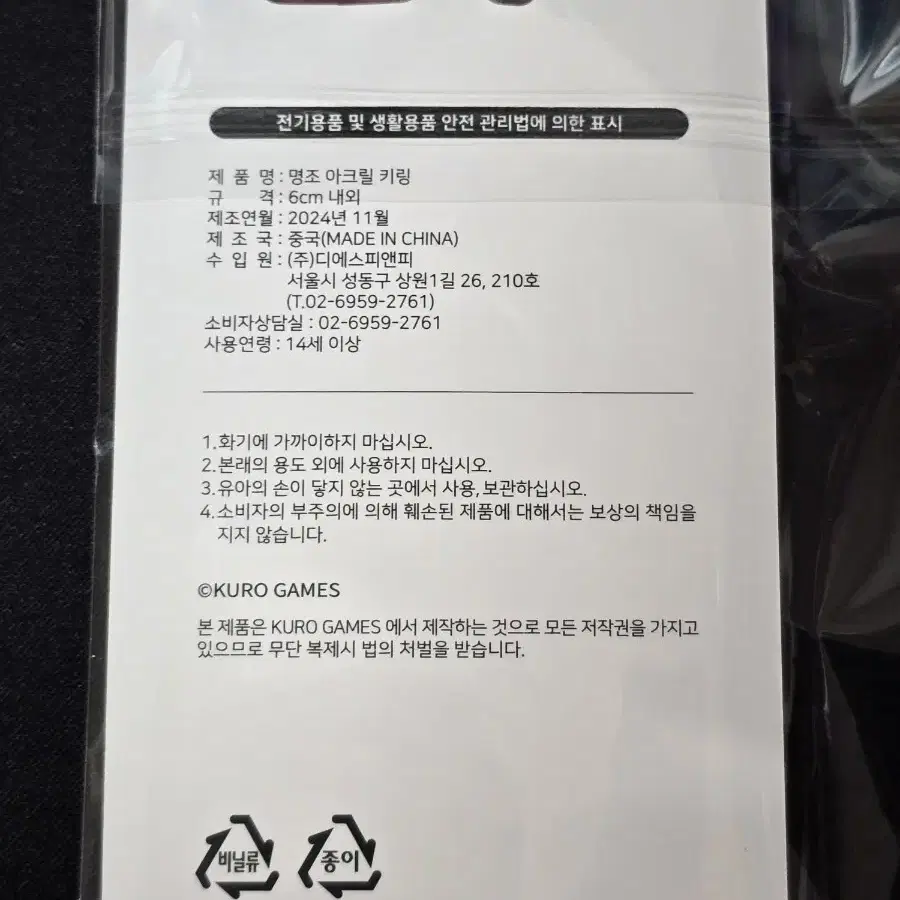 전기용품 및 생활용품 안전 관리법에 의한 표시
제 품 명 : 명조 아크릴 키링
규 격 : 6cm 내외
제조연월 : 2024년 11월
제 조 국 : 중국(MADE IN CHINA)
수 입 원 : (주)디에스피앤피
서울시 성동구 상원1길 26, 210호
(T.02-6959-2761)
소비자상담실 : 02-6959-2761
사용연령 : 14세 이상
1.화기에 가까이하지 마십시오.
2.본래의 용도 외에 사용하지 마십시오.
3.유아의 손이 닿지 않는 곳에서 사용, 보관하십시오.
4.소비자의 부주의에 의해 훼손된 제품에 대해서는 보상의 책임을
지지 않습니다.
©KURO GAMES
본 제품은 KURO GAMES 에서 제작하는 것으로 모든 저작권을 가지고
있으므로 무단 복제시 법의 처벌을 받습니다.
비닐류 종이